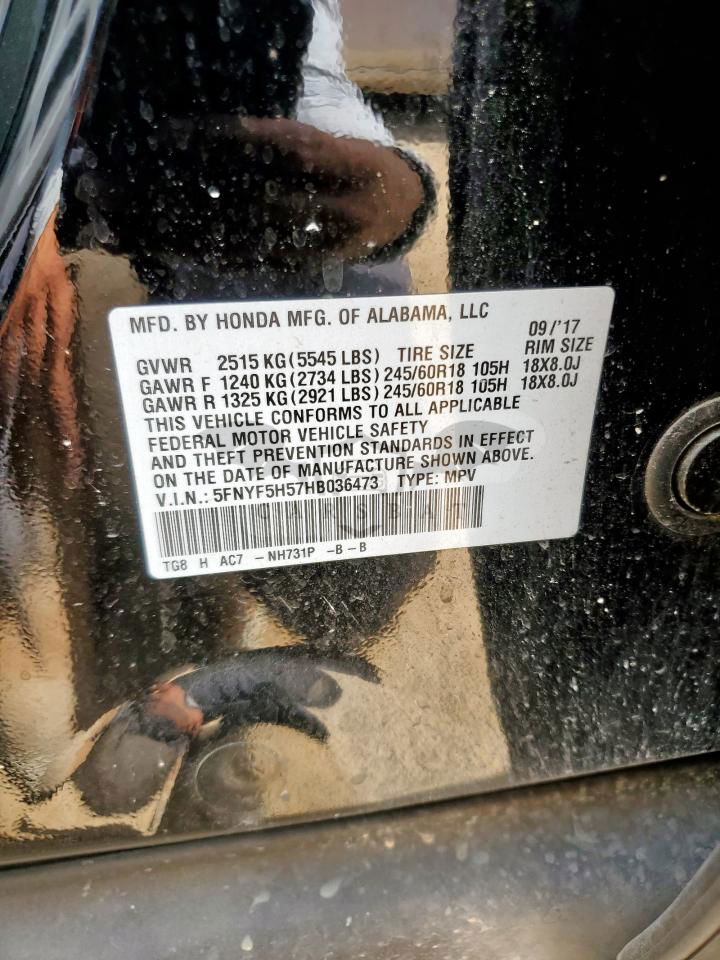 MFD. BY HONDA MFG. OF ALABAMA, LLC 09/'17
GVWR 2515 KG(5545 LBS) TIRE SIZE RIM SIZE
GAWR F 1240 KG(2734 LBS) 245/60R18 105H 18X8.0J
GAWR R 1325 KG(2921 LBS) 245/60R18 105H 18X8.0J
THIS VEHICLE CONFORMS TO ALL APPLICABLE
FEDERAL MOTOR VEHICLE SAFETY
AND THEFT PREVENTION STANDARDS IN EFFECT
ON THE DATE OF MANUFACTURE SHOWN ABOVE.
V.I.N.: 5FNYF5H57HB036473 TYPE: MPV
TG8 H AC7 -NH731P -B-B